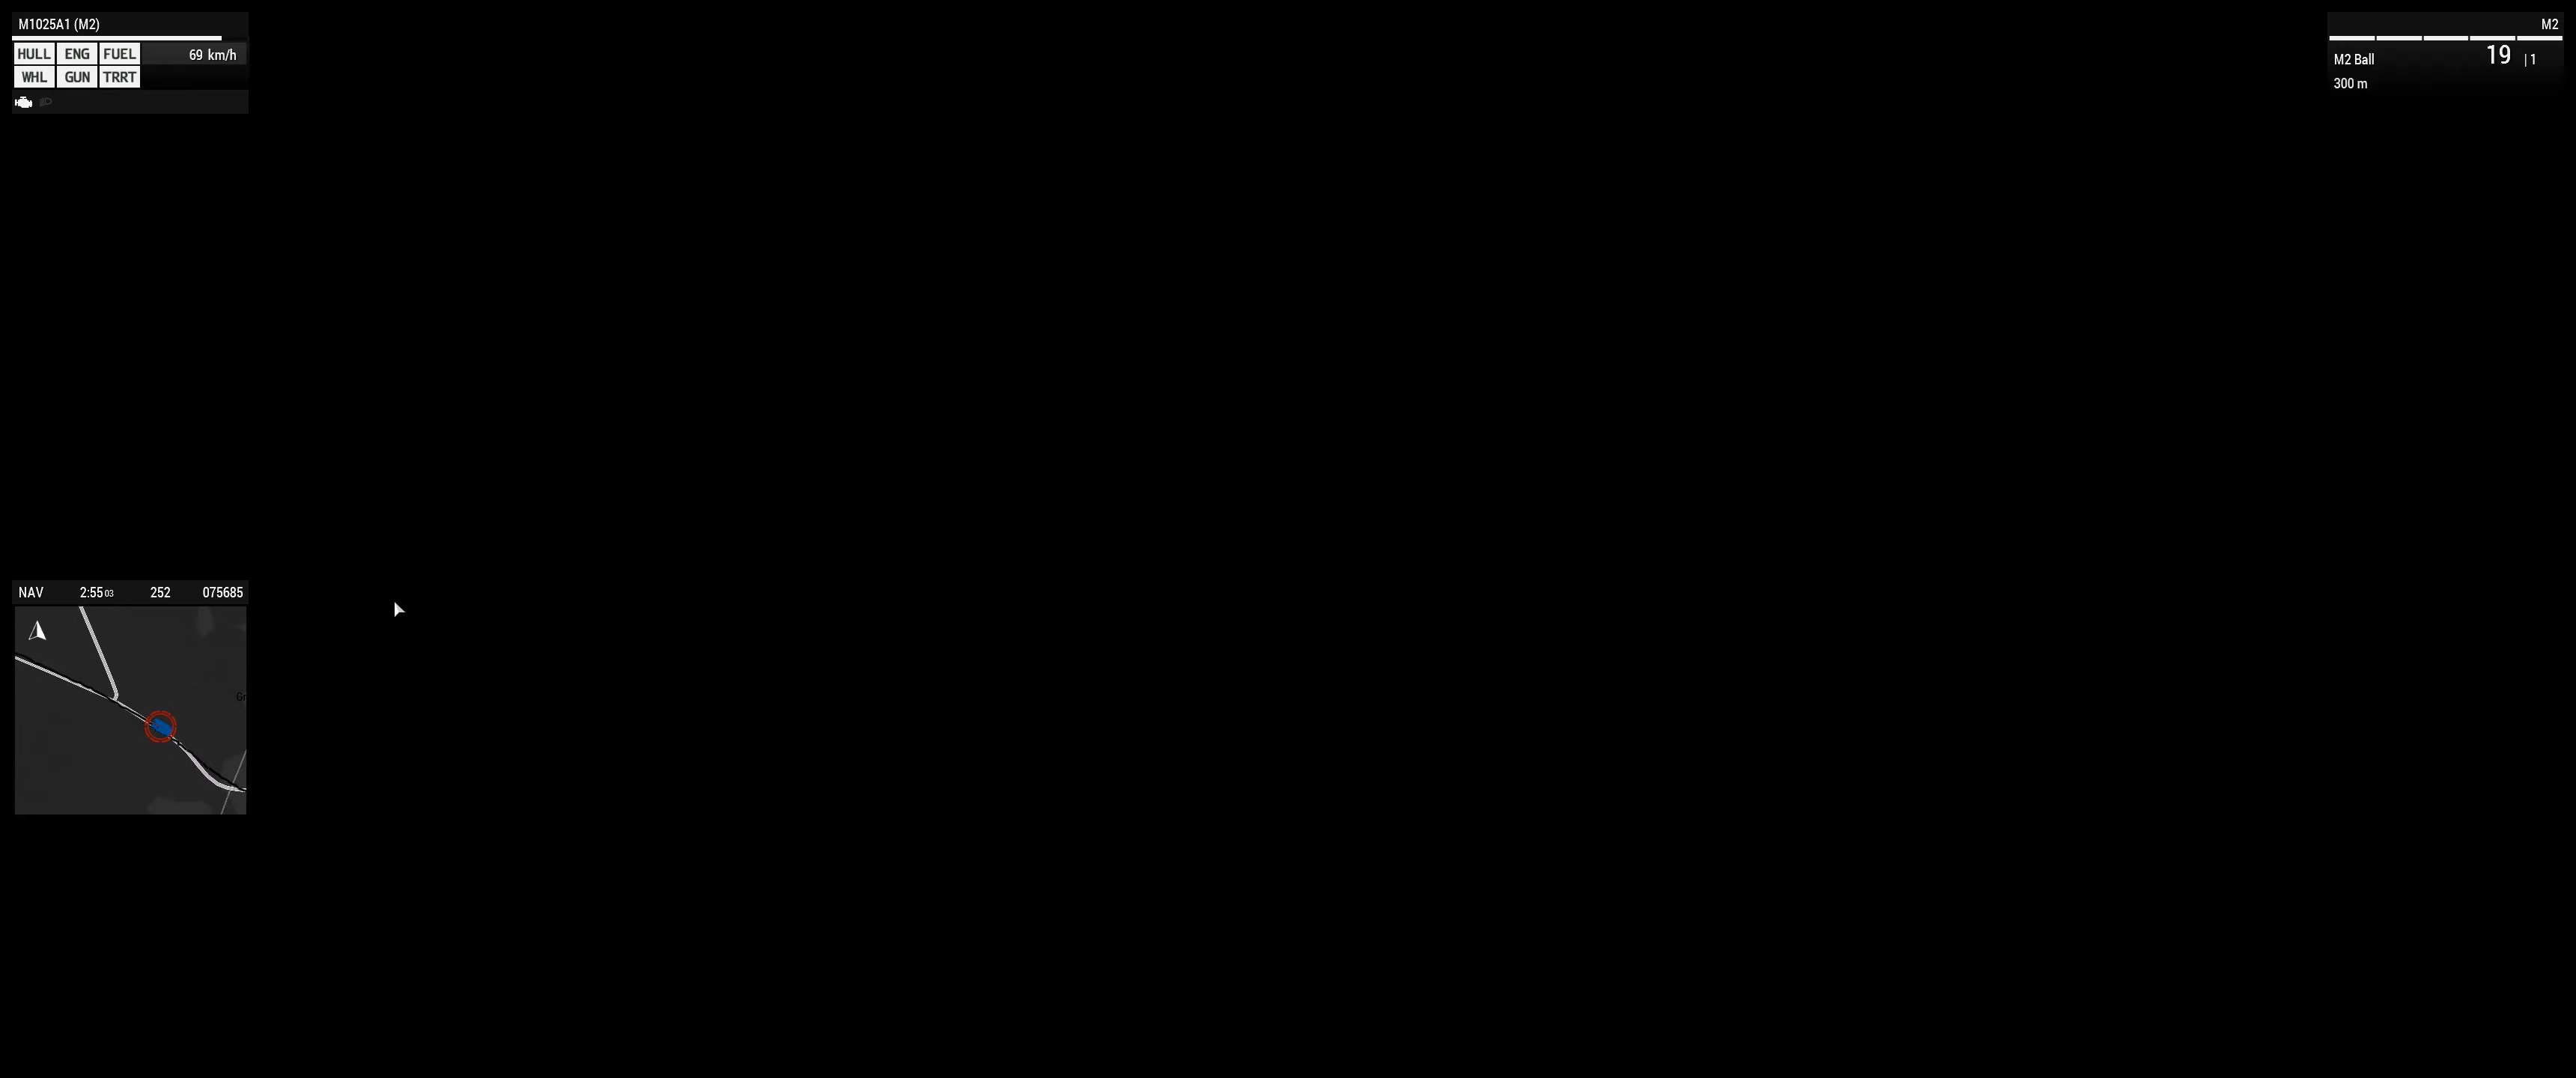 M1025A1 (M2)
HULL ENG FUEL 69 km/h
WHL GUN TRRT
M2
M2 Ball 19 | 1
300 m
NAV 2:55 03 252 075685